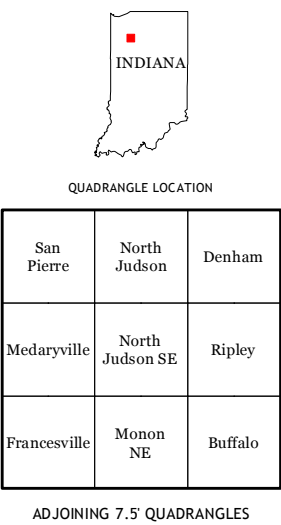 INDIANA
QUADRANGLE LOCATION
San
Pierre
North
Judson
Denham
Medaryville
North
Judson SE
Ripley
Francesville
Monon
NE
Buffalo
ADJOINING 7.5' QUADRANGLES